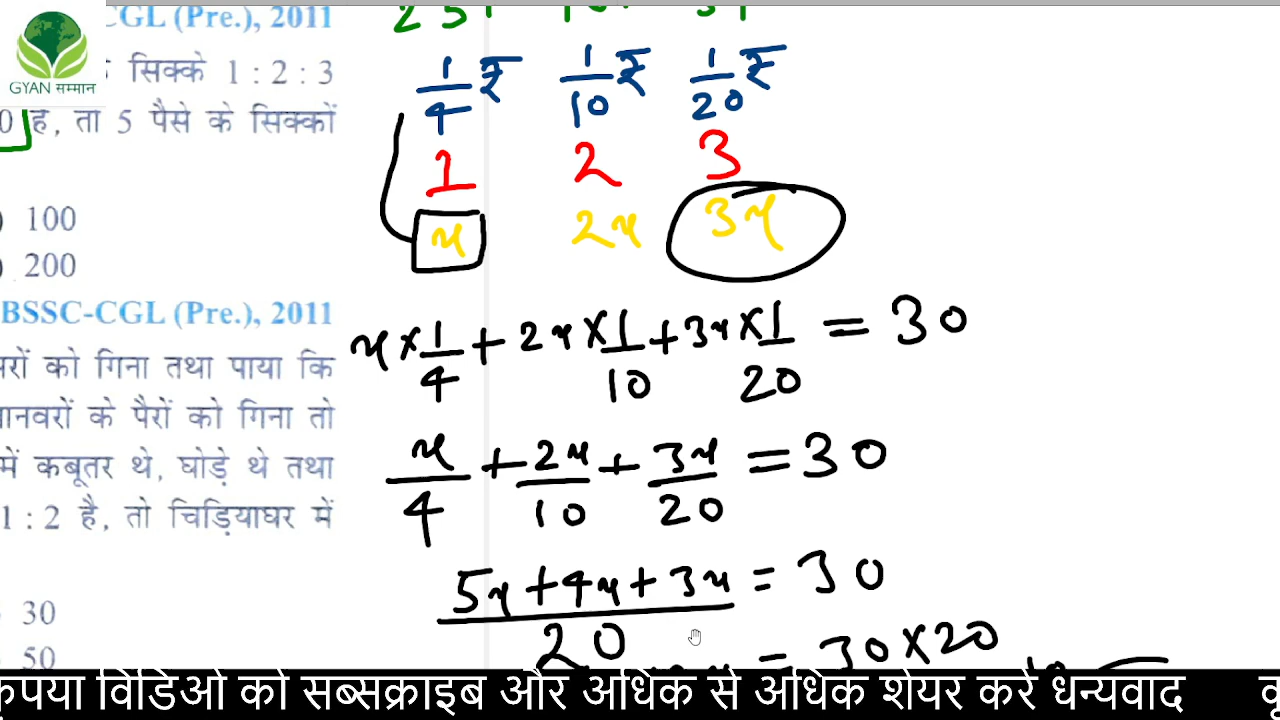 -CGL (Pre.), 2011
सिक्के 1 : 2 : 3
0 है, तो 5 पैसे के सिक्कों
100
200
BSSC-CGL (Pre.), 2011
को गिना तथा पाया कि
के पैरों को गिना तो
में कबूतर थे, घोड़े थे तथा
1 : 2 है, तो चिड़ियाघर में
30
50
GYAN सम्मान
1/4 ₹ 1/10 ₹ 1/20 ₹
1 2 3
x 2x 3x
x × 1/4 + 2x × 1/10 + 3x × 1/20 = 30
x/4 + 2x/10 + 3x/20 = 30
(5x + 4x + 3x)/20 = 30
= 30 × 20
कृपया विडिओ को सब्सक्राइब और अधिक से अधिक शेयर करें धन्यवाद